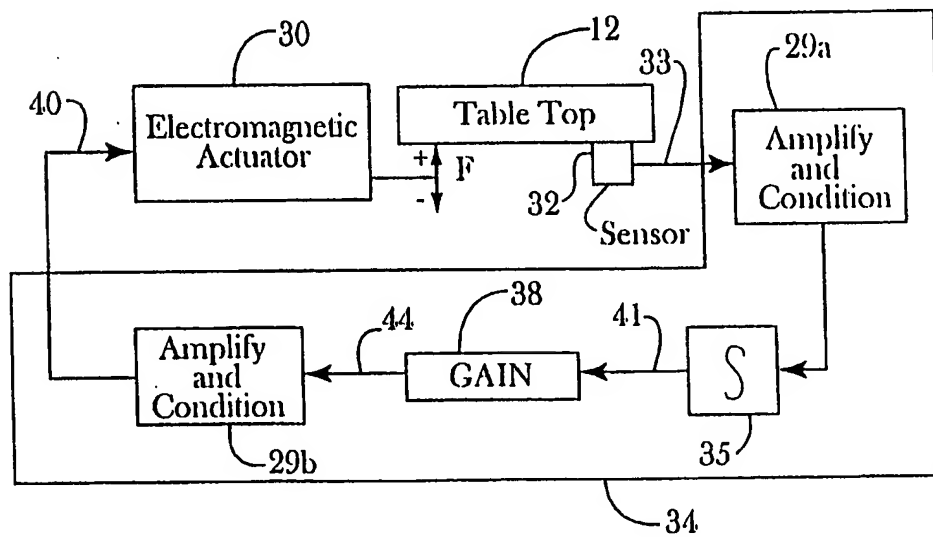 30
12
33
29a
40
Electromagnetic
Actuator
Table Top
Amplify
and
Condition
+
F
-
32
Sensor
38
44
41
Amplify
and
Condition
GAIN
∫
29b
35
34